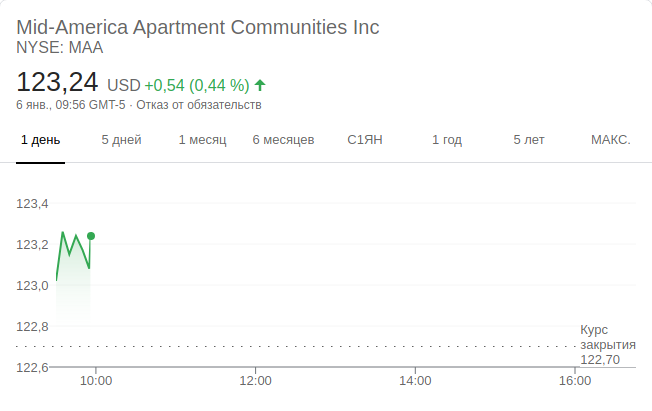 Mid-America Apartment Communities Inc
NYSE: MAA
123,24 USD +0,54 (0,44 %)
6 янв., 09:56 GMT-5 · Отказ от обязательств
1 день 5 дней 1 месяц 6 месяцев С1ЯН 1 год 5 лет МАКС.
123,4
123,2
123,0
122,8
Курс
закрытия
122,70
122,6
10:00 12:00 14:00 16:00